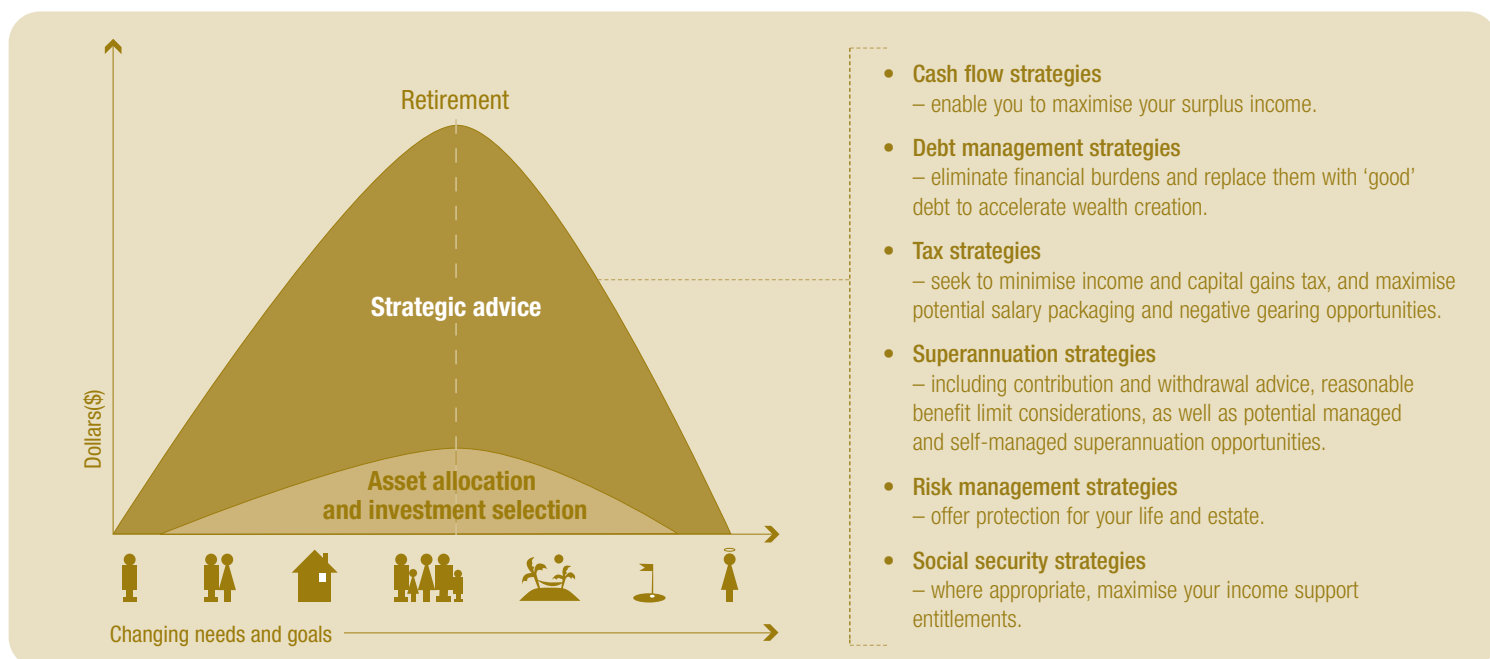 Retirement
Strategic advice
Asset allocation
and investment selection
Dollars($)
Changing needs and goals
• Cash flow strategies
– enable you to maximise your surplus income.
• Debt management strategies
– eliminate financial burdens and replace them with ‘good’
debt to accelerate wealth creation.
• Tax strategies
– seek to minimise income and capital gains tax, and maximise
potential salary packaging and negative gearing opportunities.
• Superannuation strategies
– including contribution and withdrawal advice, reasonable
benefit limit considerations, as well as potential managed
and self-managed superannuation opportunities.
• Risk management strategies
– offer protection for your life and estate.
• Social security strategies
– where appropriate, maximise your income support
entitlements.